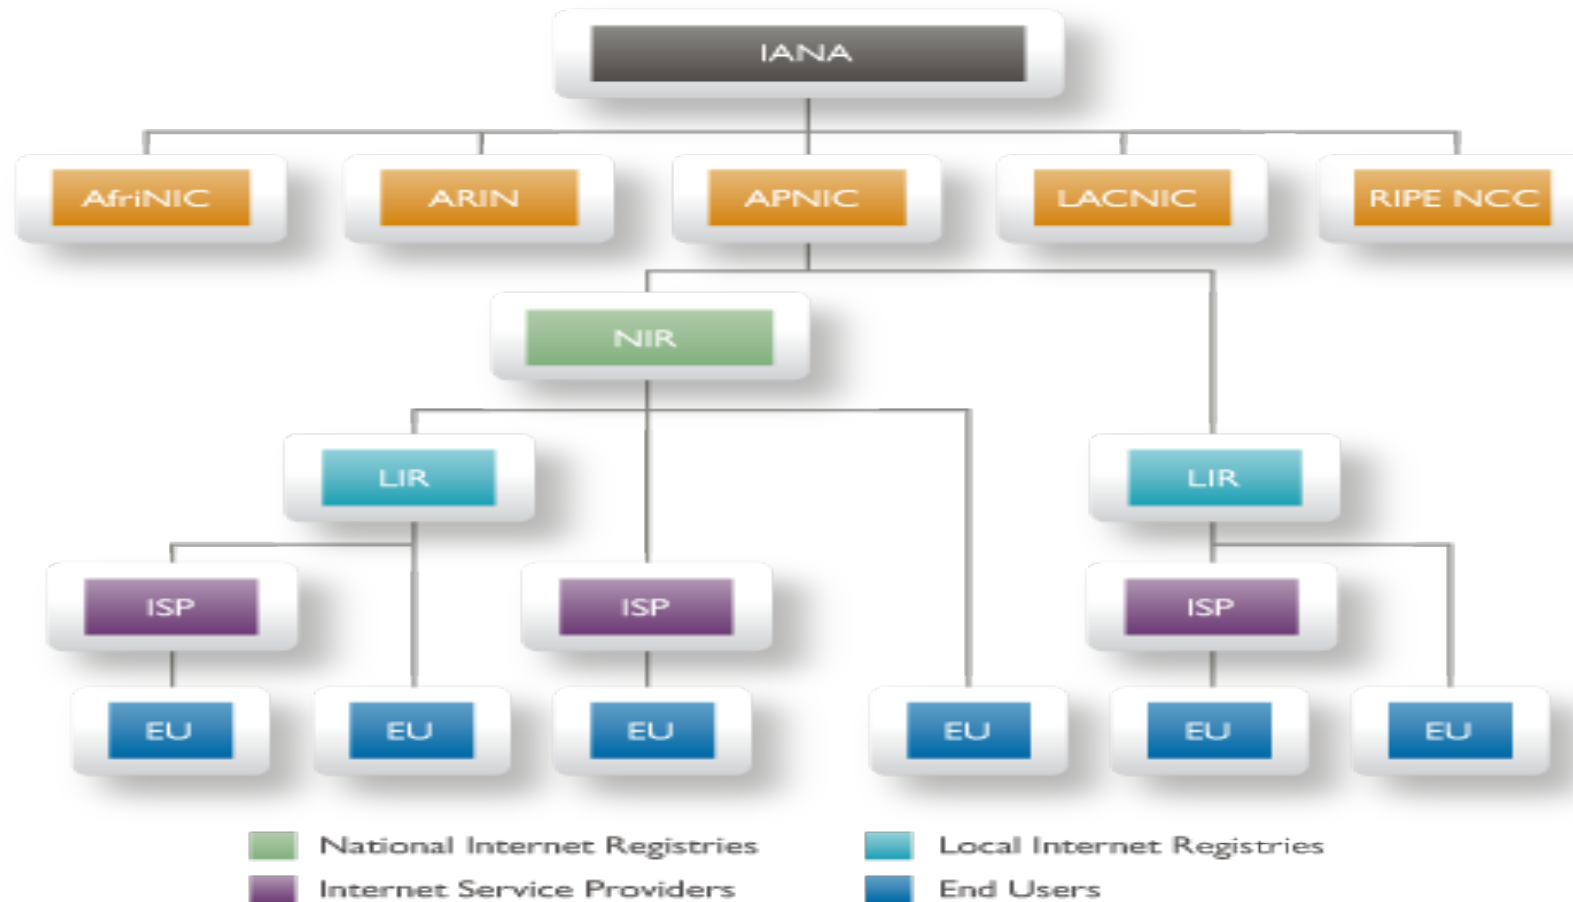 IANA
AfriNIC ARIN APNIC LACNIC RIPE NCC
NIR
LIR LIR
ISP ISP ISP
EU EU EU EU EU EU
National Internet Registries Local Internet Registries
Internet Service Providers End Users